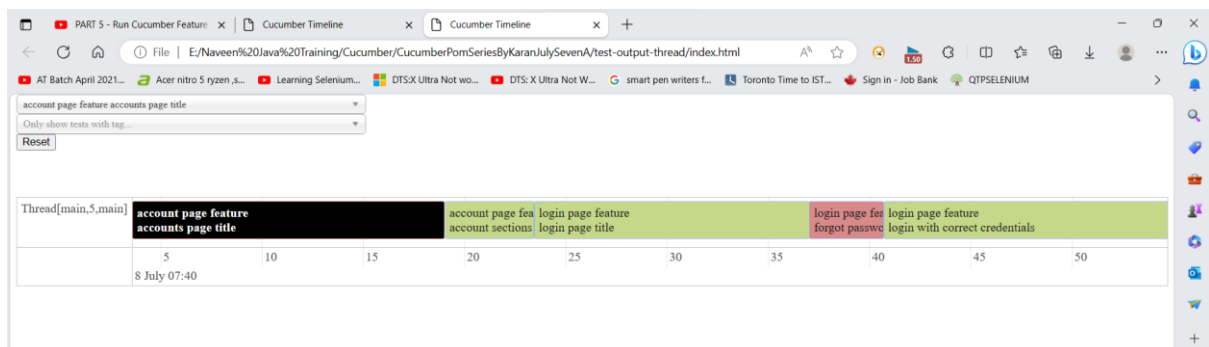 PART 5 - Run Cucumber Feature
Cucumber Timeline
Cucumber Timeline
File | E:/Naveen%20Java%20Training/Cucumber/CucumberPomSeriesByKaranJulySevenA/test-output-thread/index.html
1.50
AT Batch April 2021... Acer nitro 5 ryzen ,s... Learning Selenium... DTS:X Ultra Not wo... DTS: X Ultra Not W... smart pen writers f... Toronto Time to IST... Sign in - Job Bank QTPSELENIUM
account page feature accounts page title
Only show tests with tag...
Reset
Thread[main,5,main]
account page feature
accounts page title
account page fea
account sections
login page feature
login page title
login page fe
forgot passwo
login page feature
login with correct credentials
5 10 15 20 25 30 35 40 45 50
8 July 07:40